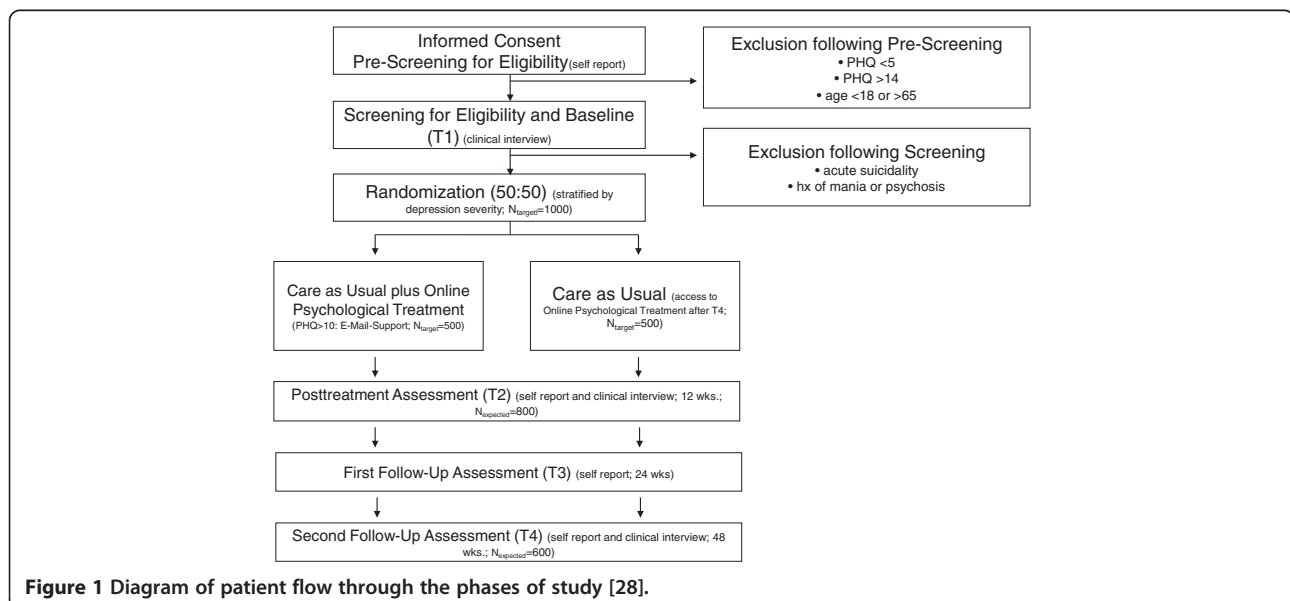 Informed Consent
Pre-Screening for Eligibility(self report)
Exclusion following Pre-Screening
• PHQ <5
• PHQ >14
• age <18 or >65
Screening for Eligibility and Baseline
(T1) (clinical interview)
Exclusion following Screening
• acute suicidality
• hx of mania or psychosis
Randomization (50:50) (stratified by
depression severity; Ntargetl=1000)
Care as Usual plus Online
Psychological Treatment
(PHQ>10: E-Mail-Support; Ntarget=500)
Care as Usual (access to
Online Psychological Treatment after T4;
Ntarget=500)
Posttreatment Assessment (T2) (self report and clinical interview; 12 wks.;
Nexpected=800)
First Follow-Up Assessment (T3) (self report; 24 wks)
Second Follow-Up Assessment (T4) (self report and clinical interview; 48
wks.; Nexpected=600)
Figure 1 Diagram of patient flow through the phases of study [28].